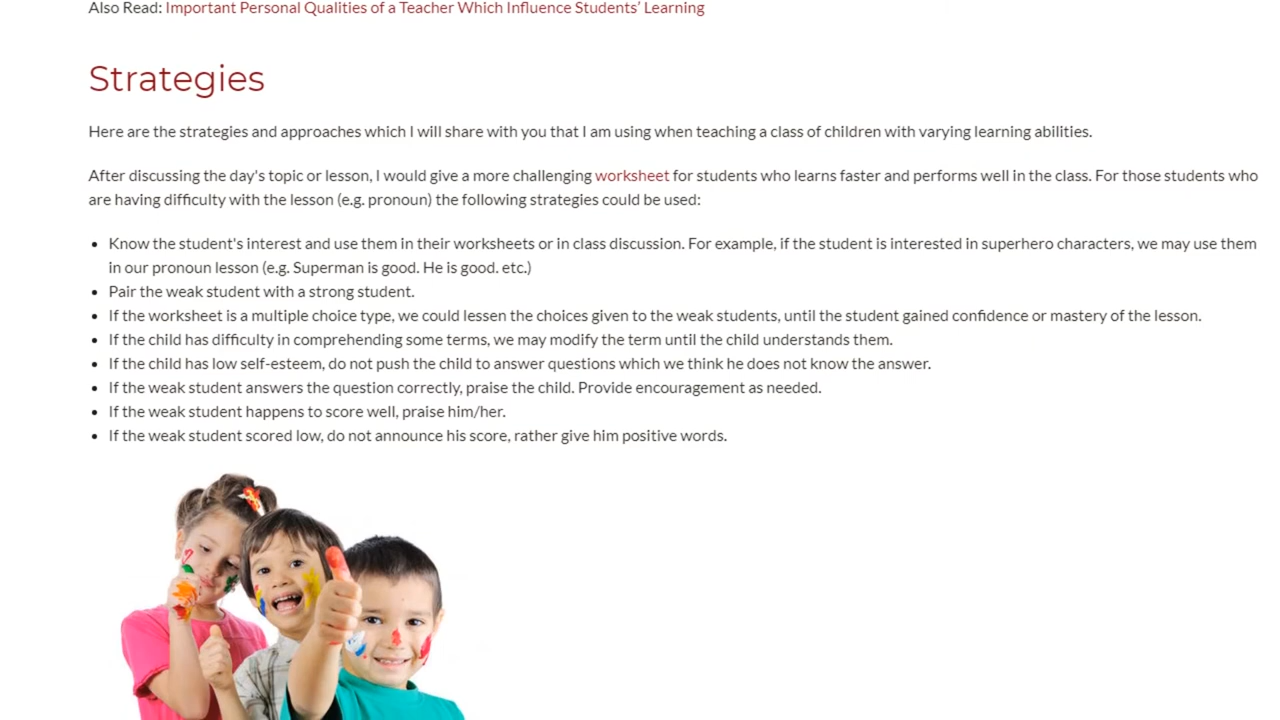 Also Read: Important Personal Qualities of a Teacher Which Influence Students’ Learning
Strategies
Here are the strategies and approaches which I will share with you that I am using when teaching a class of children with varying learning abilities.
After discussing the day's topic or lesson, I would give a more challenging worksheet for students who learns faster and performs well in the class. For those students who
are having difficulty with the lesson (e.g. pronoun) the following strategies could be used:
• Know the student's interest and use them in their worksheets or in class discussion. For example, if the student is interested in superhero characters, we may use them
in our pronoun lesson (e.g. Superman is good. He is good. etc.)
• Pair the weak student with a strong student.
• If the worksheet is a multiple choice type, we could lessen the choices given to the weak students, until the student gained confidence or mastery of the lesson.
• If the child has difficulty in comprehending some terms, we may modify the term until the child understands them.
• If the child has low self-esteem, do not push the child to answer questions which we think he does not know the answer.
• If the weak student answers the question correctly, praise the child. Provide encouragement as needed.
• If the weak student happens to score well, praise him/her.
• If the weak student scored low, do not announce his score, rather give him positive words.